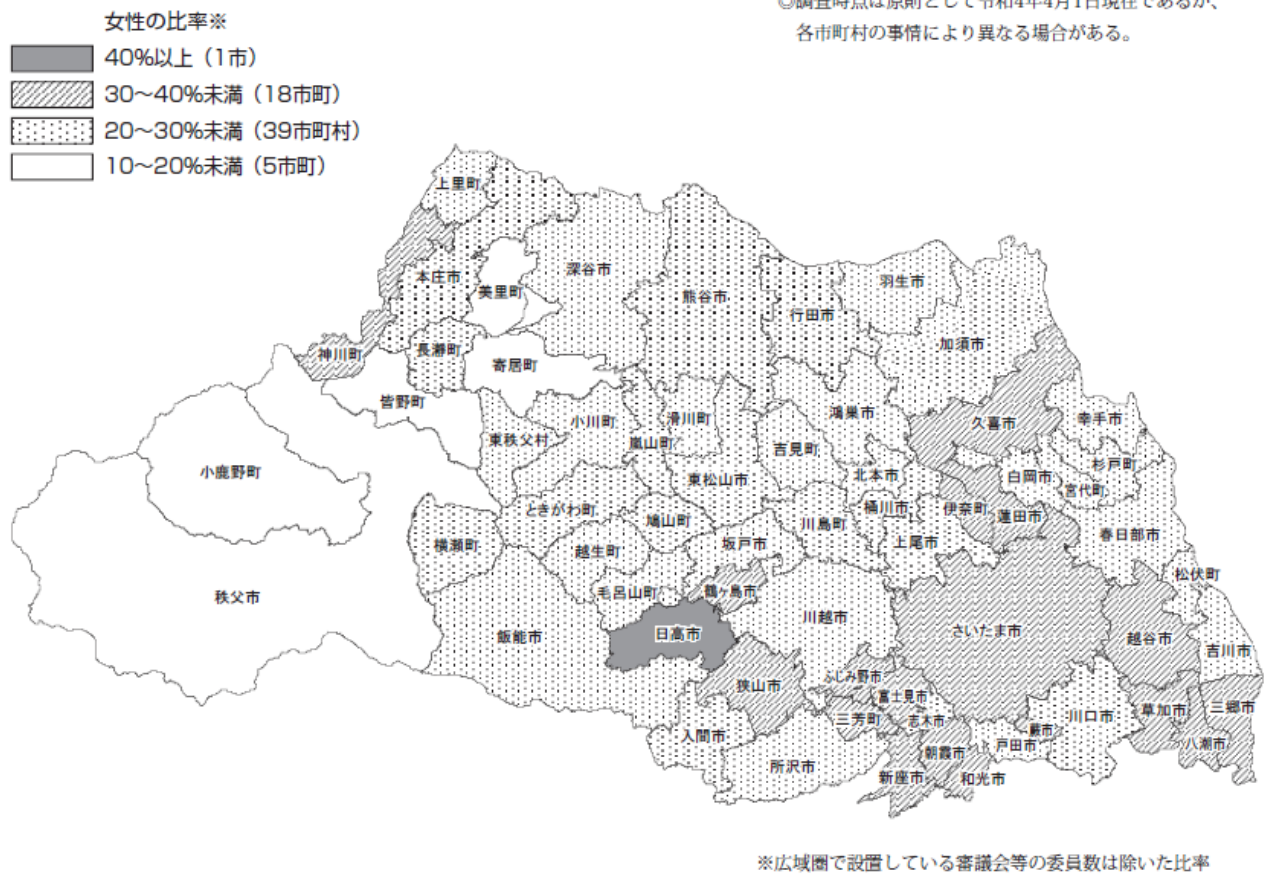 女性の比率※
40%以上（1市）
30～40%未満（18市町）
20～30%未満（39市町村）
10～20%未満（5市町）
◎調査時点は原則として令和4年4月1日現在であるが、
各市町村の事情により異なる場合がある。
上里町
本庄市
美里町
深谷市
熊谷市
行田市
羽生市
加須市
神川町
長瀞町
寄居町
皆野町
小鹿野町
秩父市
東秩父村
小川町
嵐山町
滑川町
吉見町
鴻巣市
久喜市
幸手市
杉戸町
宮代町
白岡市
北本市
東松山市
ときがわ町
鳩山町
川島町
桶川市
伊奈町
蓮田市
春日部市
横瀬町
越生町
坂戸市
上尾市
松伏町
毛呂山町
鶴ヶ島市
飯能市
日高市
川越市
さいたま市
越谷市
吉川市
狭山市
ふじみ野市
富士見市
三芳町
志木市
川口市
蕨市
戸田市
草加市
三郷市
八潮市
入間市
所沢市
朝霞市
新座市
和光市
※広域圏で設置している審議会等の委員数は除いた比率